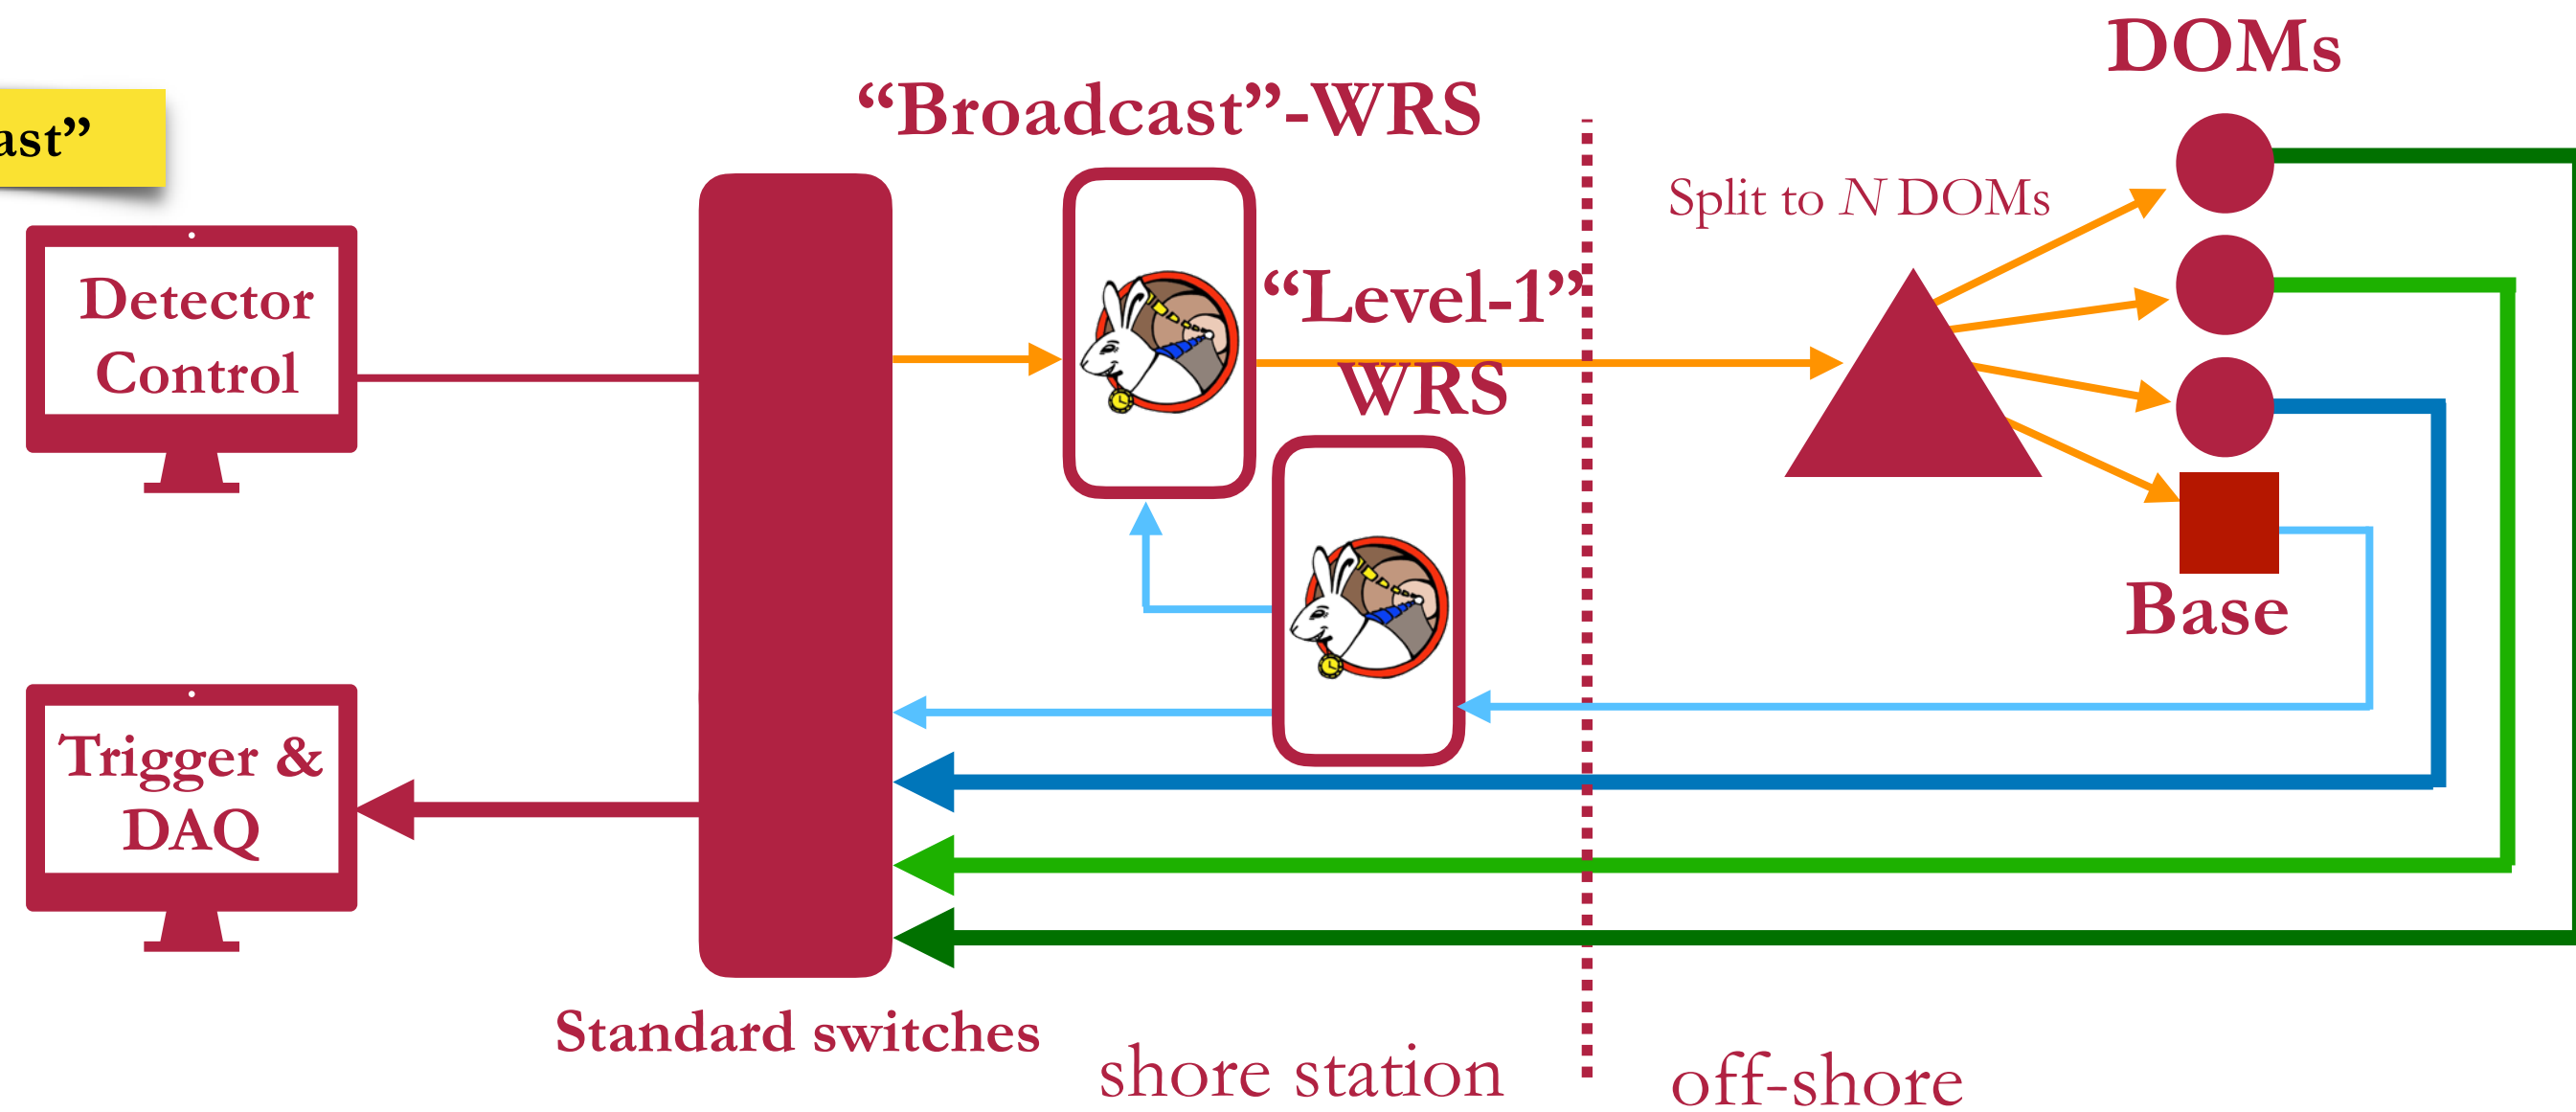 DOMs
“Broadcast”-WRS
ast”
Split to N DOMs
Detector
Control
“Level-1”
WRS
Base
Trigger &
DAQ
Standard switches
shore station
off-shore